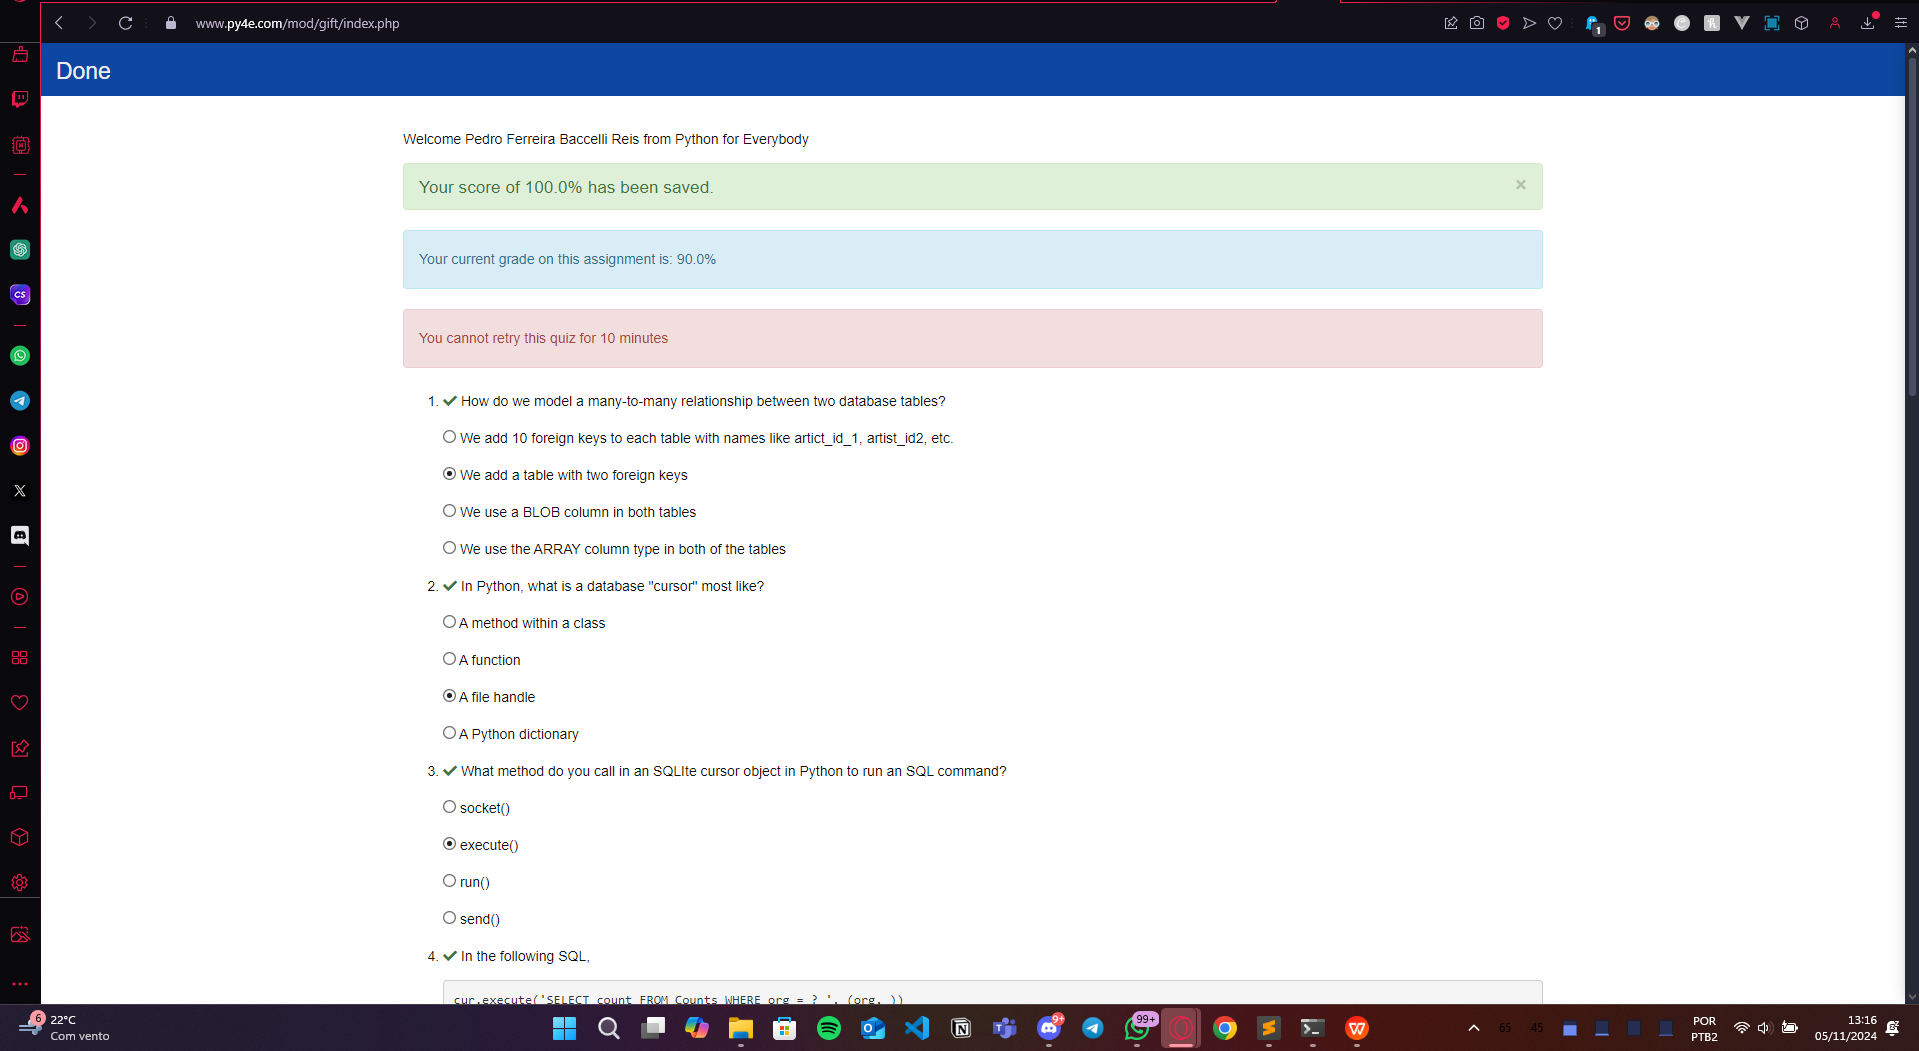 www.py4e.com/mod/gift/index.php
1
Done
Welcome Pedro Ferreira Baccelli Reis from Python for Everybody
Your score of 100.0% has been saved.
×
Your current grade on this assignment is: 90.0%
You cannot retry this quiz for 10 minutes
1. How do we model a many-to-many relationship between two database tables?
We add 10 foreign keys to each table with names like artict_id_1, artist_id2, etc.
We add a table with two foreign keys
We use a BLOB column in both tables
We use the ARRAY column type in both of the tables
2. In Python, what is a database "cursor" most like?
A method within a class
A function
A file handle
A Python dictionary
3. What method do you call in an SQLIte cursor object in Python to run an SQL command?
socket()
execute()
run()
send()
4. In the following SQL,
cur.execute('SELECT count FROM Counts WHERE org = ? ', (org, ))
CS
6
22°C
Com vento
9+
99+
65
45
POR
PTB2
13:16
05/11/2024